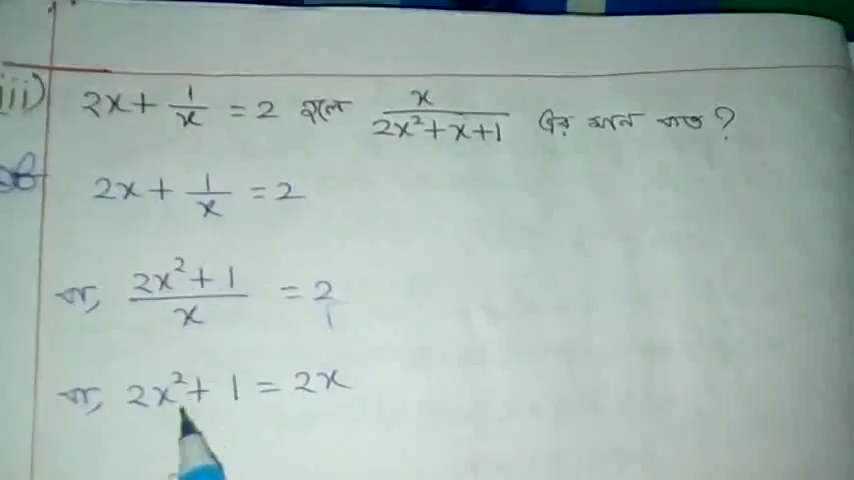 iii) 2x + 1/x = 2 হলে x/(2x²+x+1) এর মান কত ?
2x + 1/x = 2
বা, (2x²+1)/x = 2/1
বা, 2x² + 1 = 2x